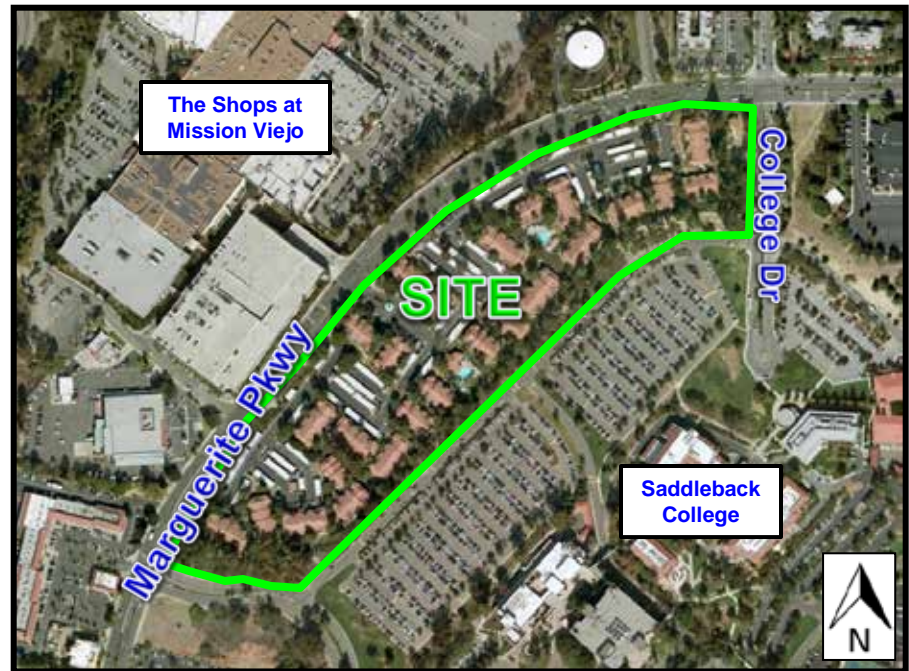 The Shops at
Mission Viejo
College Dr
SITE
Marguerite Pkwy
Saddleback
College
N